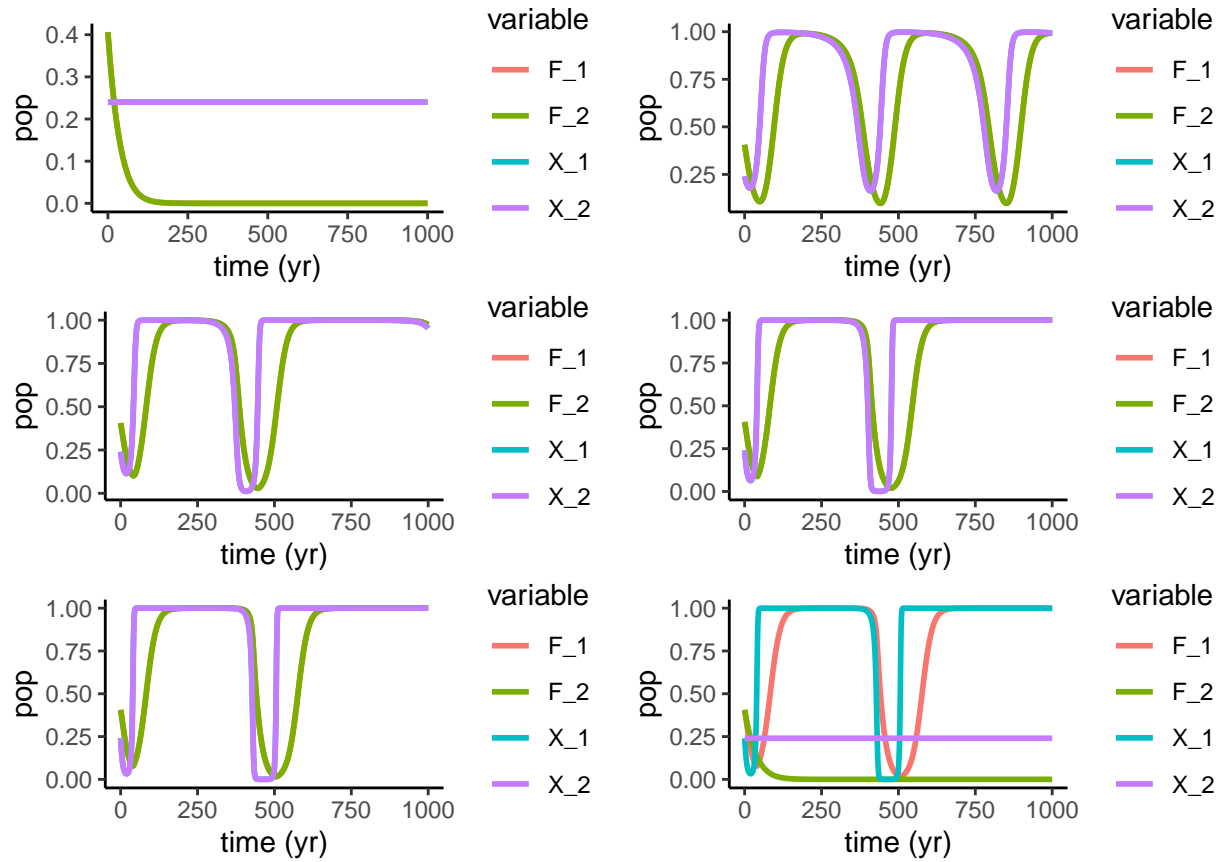 variable
0.4
0.3
0.2
0.1
0.0
pop
0 250 500 750 1000
time (yr)
F_1
F_2
X_1
X_2
variable
1.00
0.75
0.50
0.25
pop
0 250 500 750 1000
time (yr)
F_1
F_2
X_1
X_2
variable
1.00
0.75
0.50
0.25
0.00
pop
0 250 500 750 1000
time (yr)
F_1
F_2
X_1
X_2
variable
1.00
0.75
0.50
0.25
0.00
pop
0 250 500 750 1000
time (yr)
F_1
F_2
X_1
X_2
variable
1.00
0.75
0.50
0.25
0.00
pop
0 250 500 750 1000
time (yr)
F_1
F_2
X_1
X_2
variable
1.00
0.75
0.50
0.25
0.00
pop
0 250 500 750 1000
time (yr)
F_1
F_2
X_1
X_2